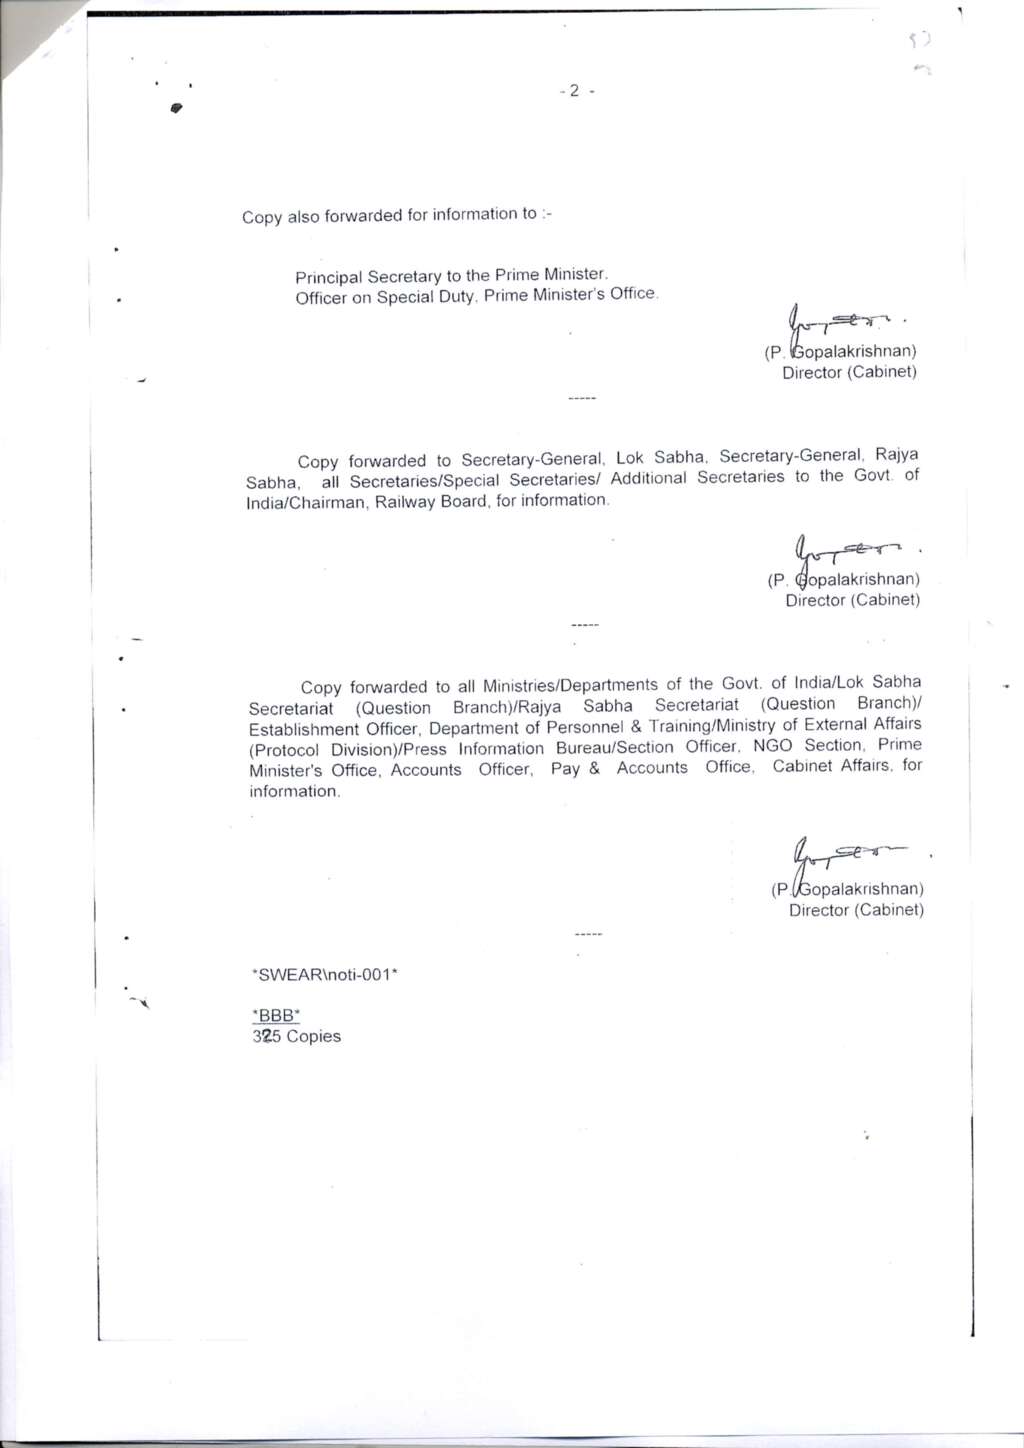 - 2 -
Copy also forwarded for information to :-
Principal Secretary to the Prime Minister.
Officer on Special Duty, Prime Minister's Office.
(P. Gopalakrishnan)
Director (Cabinet)
-----
Copy forwarded to Secretary-General, Lok Sabha, Secretary-General, Rajya
Sabha, all Secretaries/Special Secretaries/ Additional Secretaries to the Govt. of
India/Chairman, Railway Board, for information.
(P. Gopalakrishnan)
Director (Cabinet)
-----
Copy forwarded to all Ministries/Departments of the Govt. of India/Lok Sabha
Secretariat (Question Branch)/Rajya Sabha Secretariat (Question Branch)/
Establishment Officer, Department of Personnel & Training/Ministry of External Affairs
(Protocol Division)/Press Information Bureau/Section Officer, NGO Section, Prime
Minister's Office, Accounts Officer, Pay & Accounts Office, Cabinet Affairs, for
information.
(P. Gopalakrishnan)
Director (Cabinet)
-----
*SWEAR\noti-001*
*BBB*
325 Copies